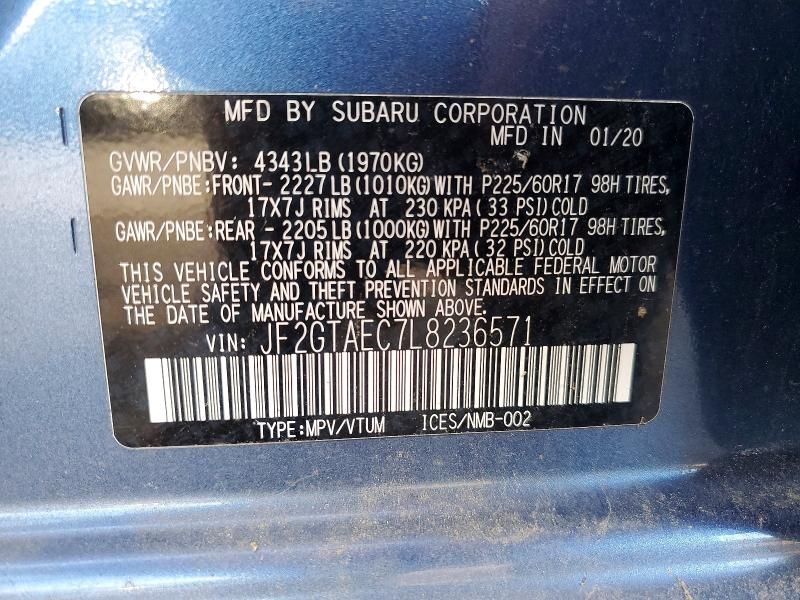 MFD BY SUBARU CORPORATION
MFD IN 01/20
GVWR/PNBV: 4343LB (1970KG)
GAWR/PNBE:FRONT- 2227LB (1010KG)WITH P225/60R17 98H TIRES,
17X7J RIMS AT 230 KPA (33 PSI)COLD
GAWR/PNBE:REAR - 2205LB (1000KG)WITH P225/60R17 98H TIRES,
17X7J RIMS AT 220 KPA (32 PSI)COLD
THIS VEHICLE CONFORMS TO ALL APPLICABLE FEDERAL MOTOR
VEHICLE SAFETY AND THEFT PREVENTION STANDARDS IN EFFECT ON
THE DATE OF MANUFACTURE SHOWN ABOVE.
VIN: JF2GTAEC7L8236571
TYPE:MPV/VTUM ICES/NMB-002